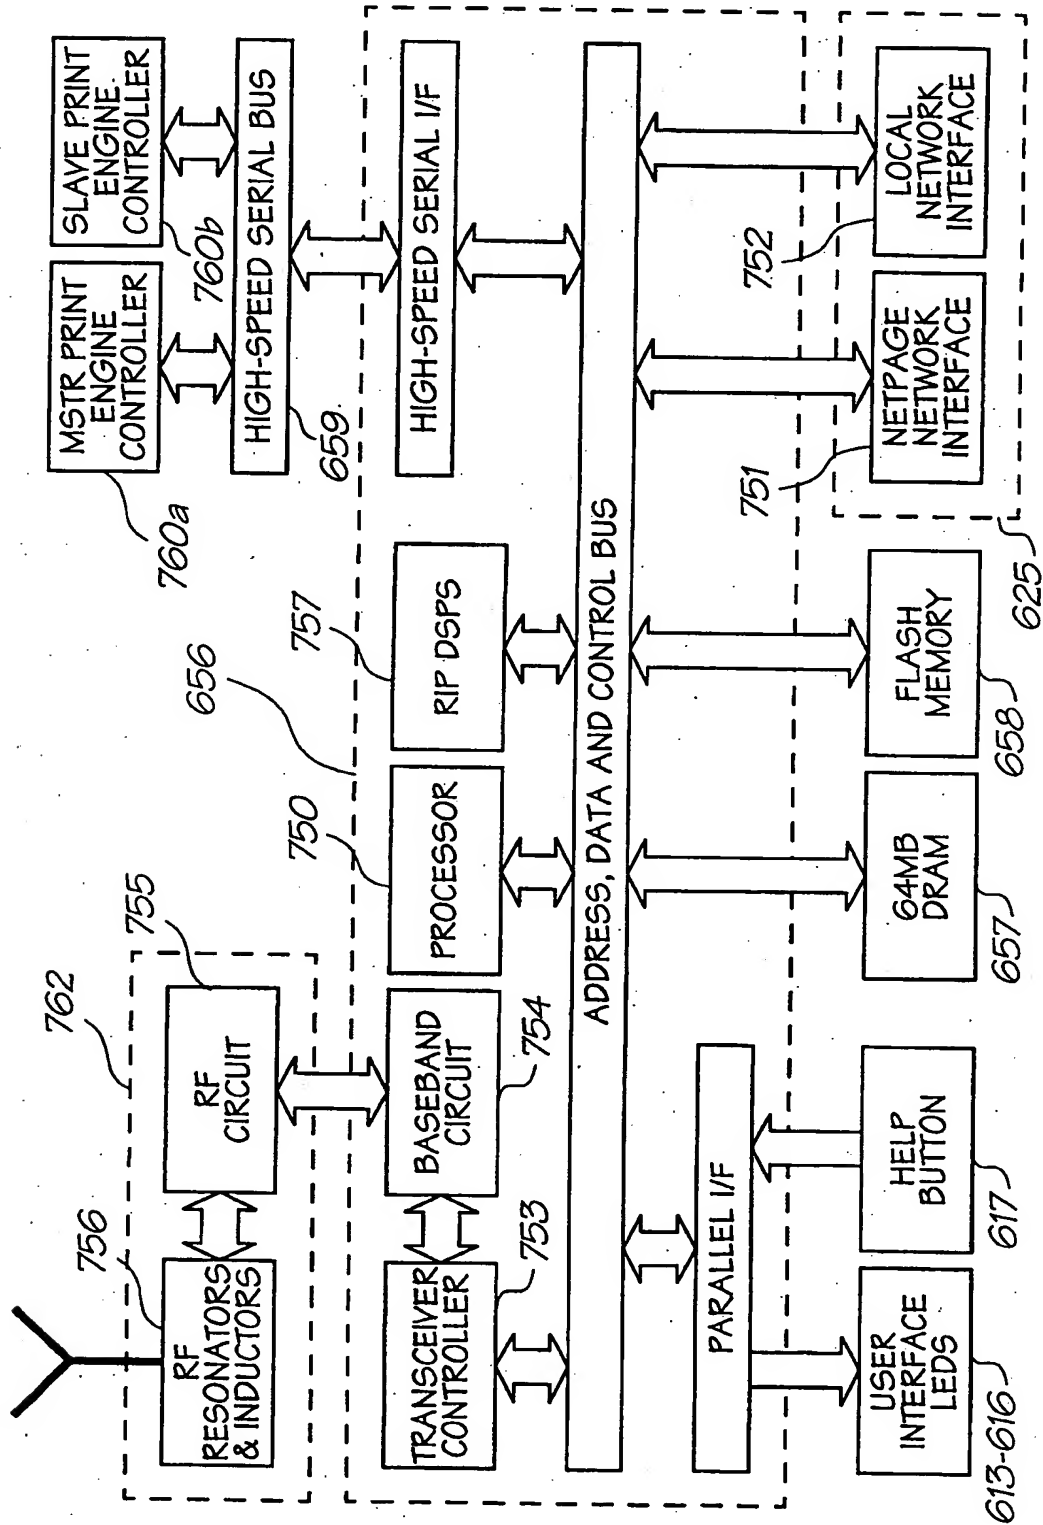 762
755
756
RF
RESONATORS
& INDUCTORS
RF
CIRCUIT
MSTR PRINT
ENGINE
CONTROLLER
SLAVE PRINT
ENGINE
CONTROLLER
760a
760b
HIGH-SPEED SERIAL BUS
659
656
750
757
TRANSCEIVER
CONTROLLER
BASEBAND
CIRCUIT
PROCESSOR
RIP DSPS
HIGH-SPEED SERIAL I/F
753
754
ADDRESS, DATA AND CONTROL BUS
PARALLEL I/F
751
752
USER
INTERFACE
LEDS
HELP
BUTTON
64MB
DRAM
FLASH
MEMORY
NETPAGE
NETWORK
INTERFACE
LOCAL
NETWORK
INTERFACE
613-616
617
657
658
625